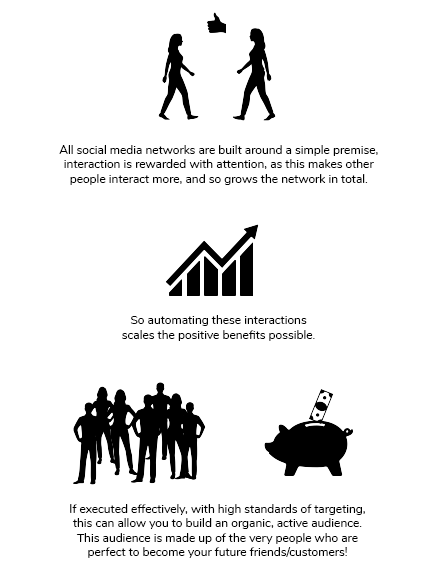 All social media networks are built around a simple premise,
interaction is rewarded with attention, as this makes other
people interact more, and so grows the network in total.
So automating these interactions
scales the positive benefits possible.
If executed effectively, with high standards of targeting,
this can allow you to build an organic, active audience.
This audience is made up of the very people who are
perfect to become your future friends/customers!